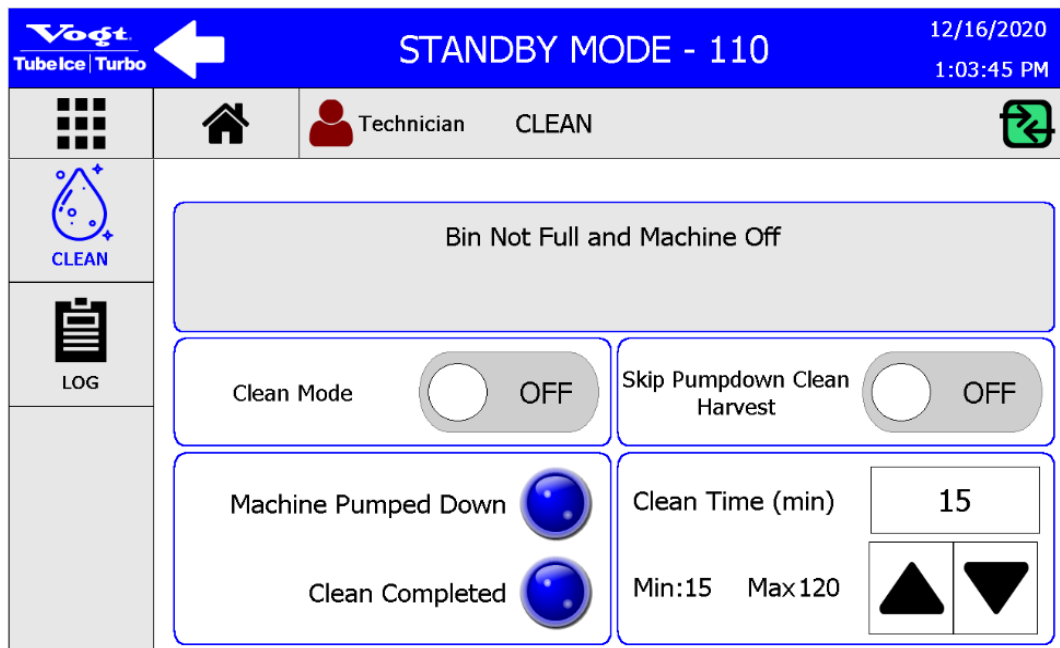 Vogt
Tube Ice | Turbo
STANDBY MODE - 110
12/16/2020
1:03:45 PM
Technician
CLEAN
CLEAN
LOG
Bin Not Full and Machine Off
Clean Mode
OFF
Skip Pumpdown Clean
Harvest
OFF
Machine Pumped Down
Clean Completed
Clean Time (min)
15
Min:15 Max 120